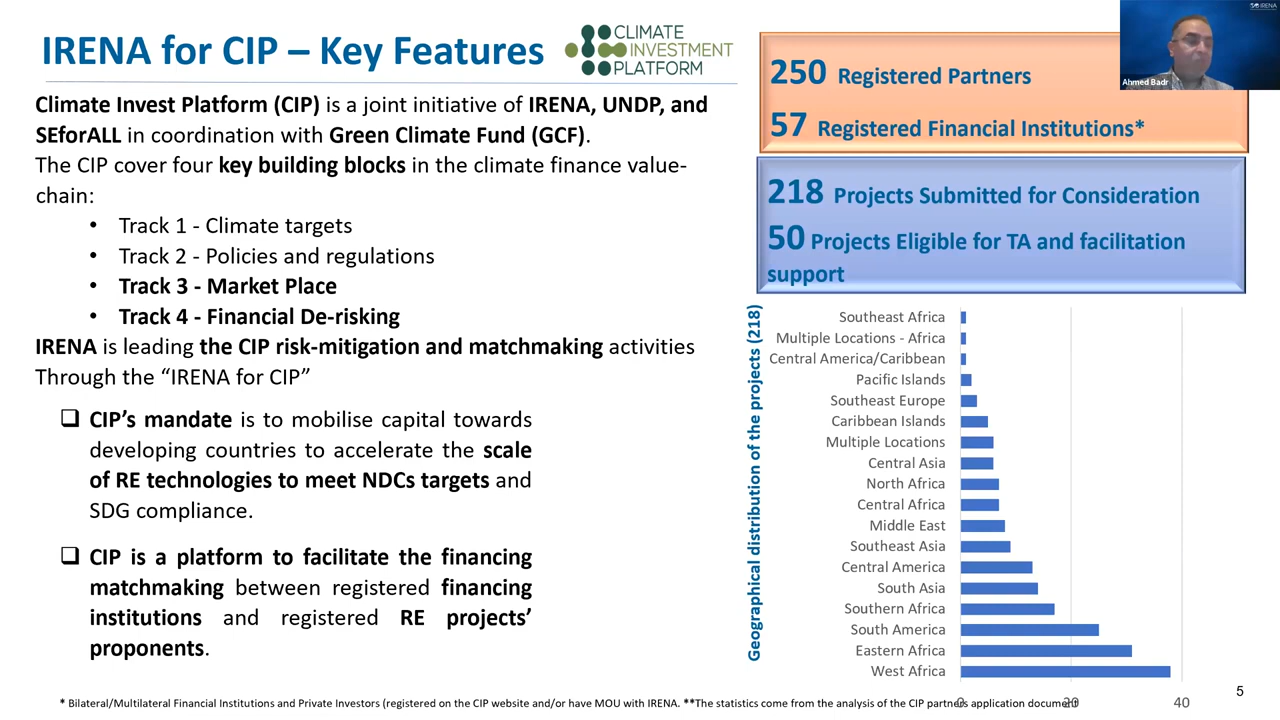 IRENA for CIP – Key Features
CLIMATE
INVESTMENT
PLATFORM
Climate Invest Platform (CIP) is a joint initiative of IRENA, UNDP, and
SEforALL in coordination with Green Climate Fund (GCF).
The CIP cover four key building blocks in the climate finance value-
chain:
• Track 1 - Climate targets
• Track 2 - Policies and regulations
• Track 3 - Market Place
• Track 4 - Financial De-risking
IRENA is leading the CIP risk-mitigation and matchmaking activities
Through the “IRENA for CIP”
❑ CIP’s mandate is to mobilise capital towards
developing countries to accelerate the scale
of RE technologies to meet NDCs targets and
SDG compliance.
❑ CIP is a platform to facilitate the financing
matchmaking between registered financing
institutions and registered RE projects’
proponents.
250 Registered Partners
57 Registered Financial Institutions*
IRENA
Ahmed Badr
218 Projects Submitted for Consideration
50 Projects Eligible for TA and facilitation
support
Geographical distribution of the projects (218)
Southeast Africa
Multiple Locations - Africa
Central America/Caribbean
Pacific Islands
Southeast Europe
Caribbean Islands
Multiple Locations
Central Asia
North Africa
Central Africa
Middle East
Southeast Asia
Central America
South Asia
Southern Africa
South America
Eastern Africa
West Africa
0 20 40
* Bilateral/Multilateral Financial Institutions and Private Investors (registered on the CIP website and/or have MOU with IRENA. **The statistics come from the analysis of the CIP partners application document
5